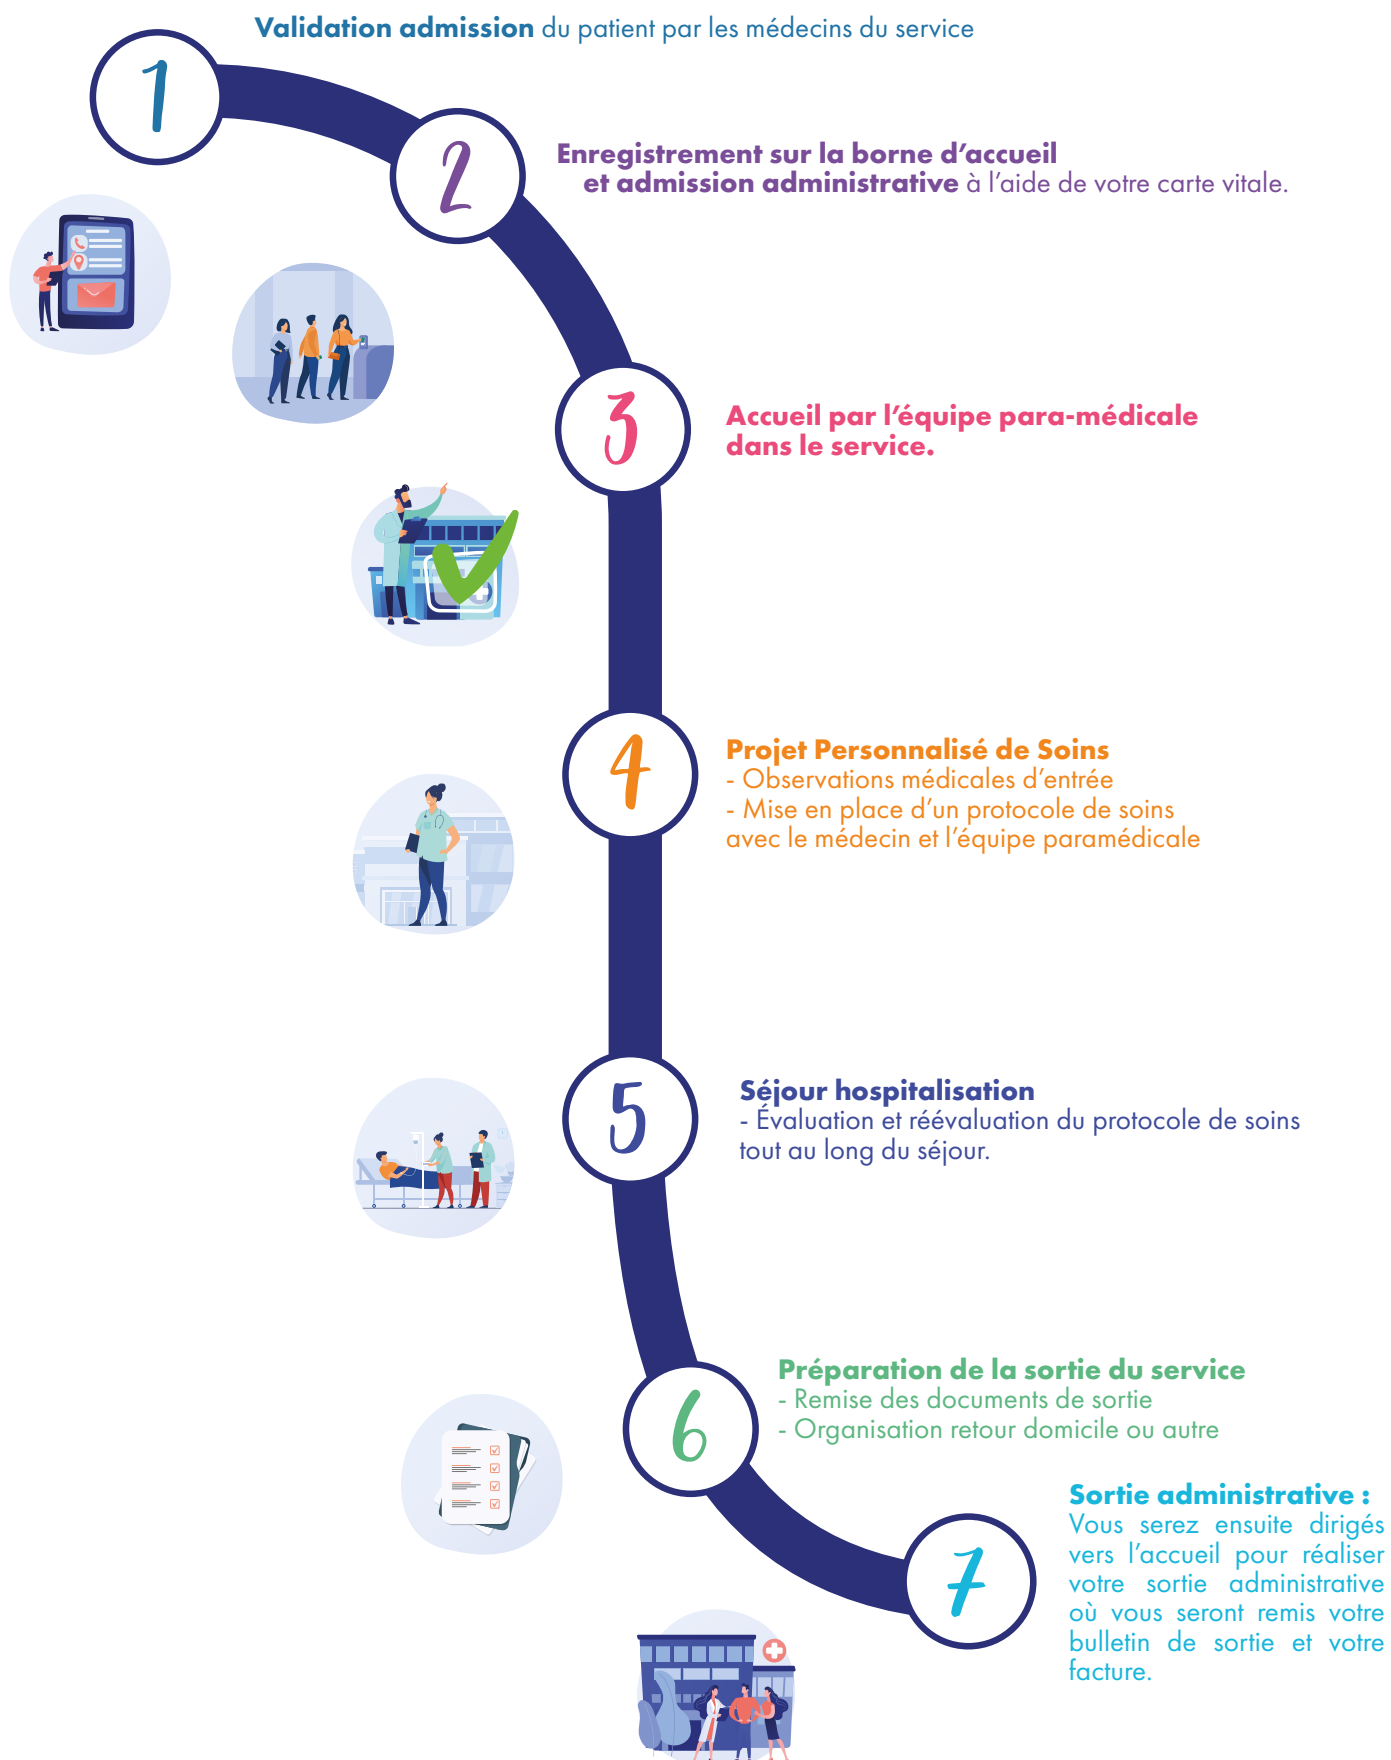 Validation admission du patient par les médecins du service
1
2
Enregistrement sur la borne d’accueil
et admission administrative à l’aide de votre carte vitale.
3
Accueil par l’équipe para-médicale
dans le service.
4
Projet Personnalisé de Soins
- Observations médicales d’entrée
- Mise en place d’un protocole de soins
avec le médecin et l’équipe paramédicale
5
Séjour hospitalisation
- Évaluation et réévaluation du protocole de soins
tout au long du séjour.
6
Préparation de la sortie du service
- Remise des documents de sortie
- Organisation retour domicile ou autre
7
Sortie administrative :
Vous serez ensuite dirigés
vers l’accueil pour réaliser
votre sortie administrative
où vous seront remis votre
bulletin de sortie et votre
facture.